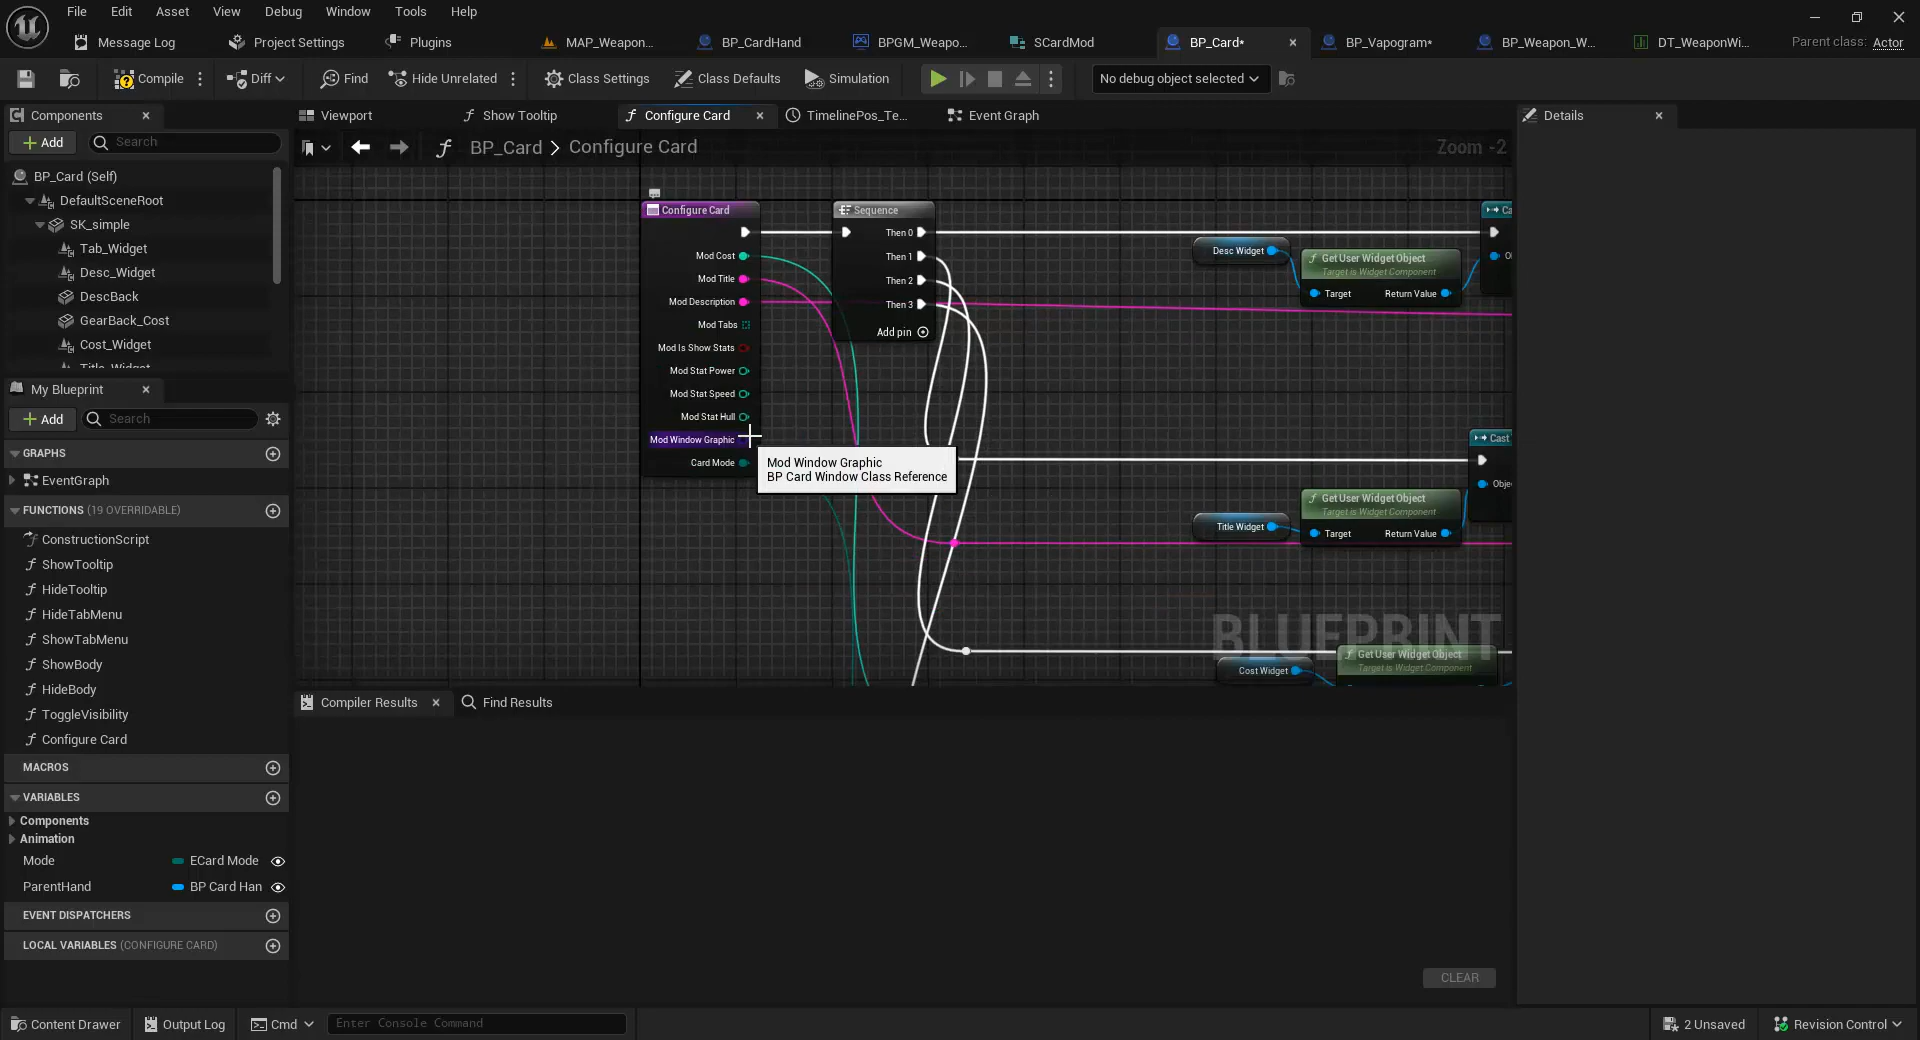 File
Edit
Asset
View
Debug
Window
Tools
Help
Message Log
Project Settings
Plugins
MAP_Weapon...
BP_CardHand
BPGM_Weapo...
SCardMod
BP_Card*
BP_Vapogram*
BP_Weapon_W...
DT_WeaponWi...
Parent class: Actor
Compile
Diff
Find
Hide Unrelated
Class Settings
Class Defaults
Simulation
No debug object selected
Components
Add
Search
BP_Card (Self)
DefaultSceneRoot
SK_simple
Tab_Widget
Desc_Widget
DescBack
GearBack_Cost
Cost_Widget
Title_Widget
My Blueprint
Add
Search
GRAPHS
EventGraph
FUNCTIONS (19 OVERRIDABLE)
ConstructionScript
ShowTooltip
HideTooltip
HideTabMenu
ShowTabMenu
ShowBody
HideBody
ToggleVisibility
Configure Card
MACROS
VARIABLES
Components
Animation
Mode
ECard Mode
ParentHand
BP Card Han
EVENT DISPATCHERS
LOCAL VARIABLES (CONFIGURE CARD)
Viewport
Show Tooltip
Configure Card
TimelinePos_Te...
Event Graph
BP_Card > Configure Card
Zoom -2
Configure Card
Mod Cost
Mod Title
Mod Description
Mod Tabs
Mod Is Show Stats
Mod Stat Power
Mod Stat Speed
Mod Stat Hull
Mod Window Graphic
Card Mode
Mod Window Graphic
BP Card Window Class Reference
Sequence
Then 0
Then 1
Then 2
Then 3
Add pin
Desc Widget
Get User Widget Object
Target is Widget Component
Target
Return Value
Ca
O
Cast
Obje
Title Widget
Get User Widget Object
Target is Widget Component
Target
Return Value
BLUEPRINT
Cost Widget
Get User Widget Object
Target is Widget Component
Compiler Results
Find Results
CLEAR
Details
Content Drawer
Output Log
Cmd
Enter Console Command
2 Unsaved
Revision Control